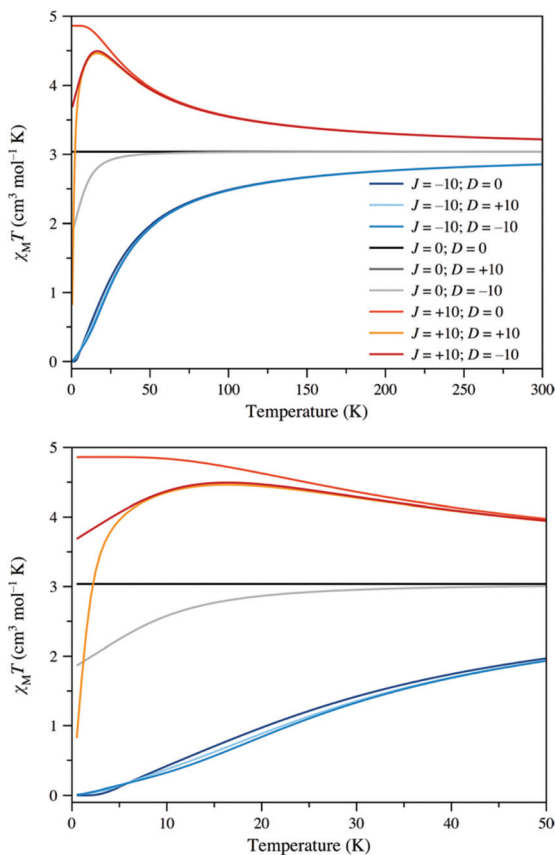 5
4
3
2
1
0
χMT (cm³ mol⁻¹ K)
J = –10; D = 0
J = –10; D = +10
J = –10; D = –10
J = 0; D = 0
J = 0; D = +10
J = 0; D = –10
J = +10; D = 0
J = +10; D = +10
J = +10; D = –10
0 50 100 150 200 250 300
Temperature (K)
5
4
3
2
1
0
χMT (cm³ mol⁻¹ K)
0 10 20 30 40 50
Temperature (K)